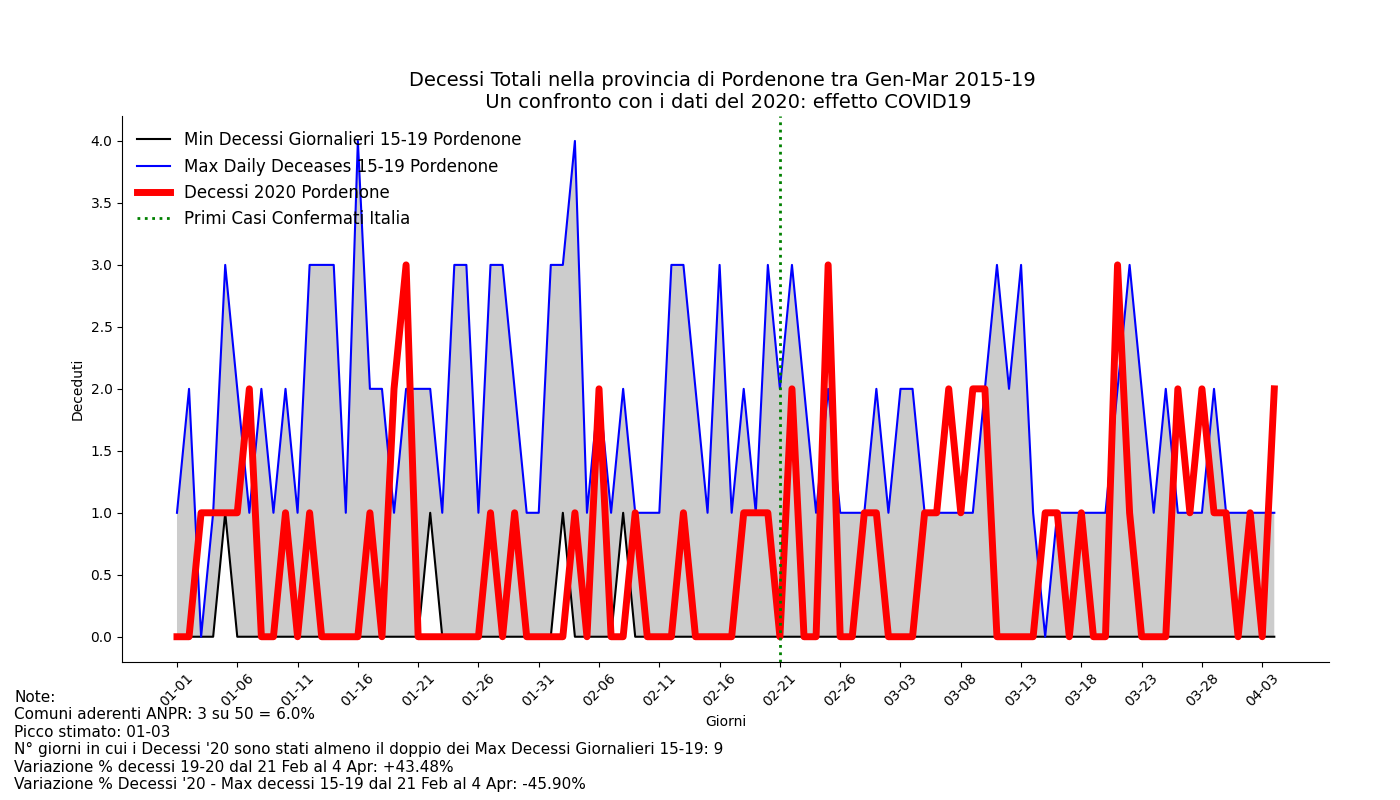 Decessi Totali nella provincia di Pordenone tra Gen-Mar 2015-19
Un confronto con i dati del 2020: effetto COVID19
Min Decessi Giornalieri 15-19 Pordenone
Max Daily Deceases 15-19 Pordenone
Decessi 2020 Pordenone
Primi Casi Confermati Italia
4.0
3.5
3.0
2.5
2.0
1.5
1.0
0.5
0.0
Deceduti
01-01
01-06
01-11
01-16
01-21
01-26
01-31
02-06
02-11
02-16
02-21
02-26
03-03
03-08
03-13
03-18
03-23
03-28
04-03
Giorni
Note:
Comuni aderenti ANPR: 3 su 50 = 6.0%
Picco stimato: 01-03
N° giorni in cui i Decessi '20 sono stati almeno il doppio dei Max Decessi Giornalieri 15-19: 9
Variazione % decessi 19-20 dal 21 Feb al 4 Apr: +43.48%
Variazione % Decessi '20 - Max decessi 15-19 dal 21 Feb al 4 Apr: -45.90%